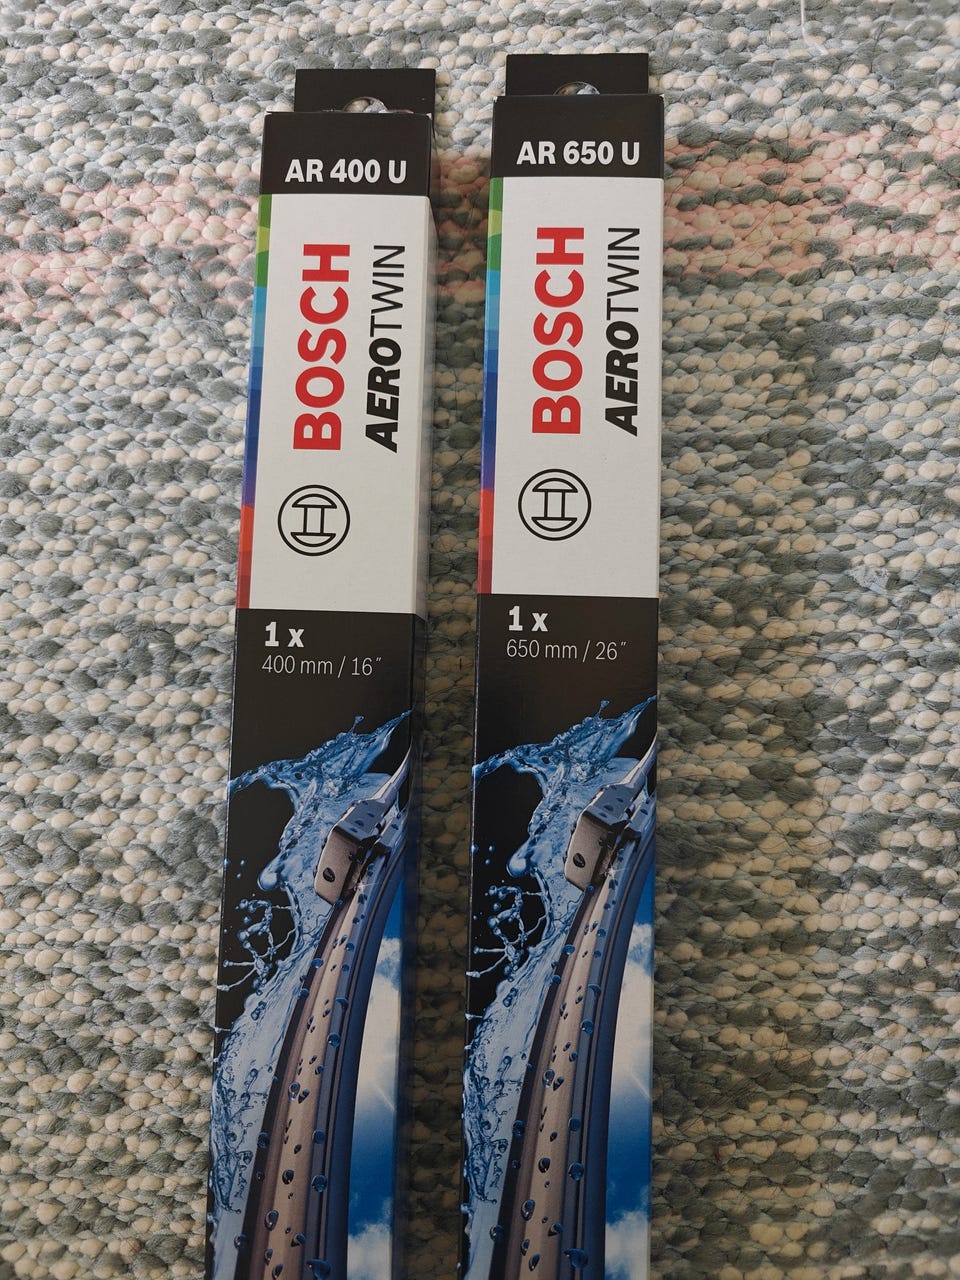 AR 400 U
BOSCH
AEROTWIN
1 x
400 mm / 16″
AR 650 U
BOSCH
AEROTWIN
1 x
650 mm / 26″